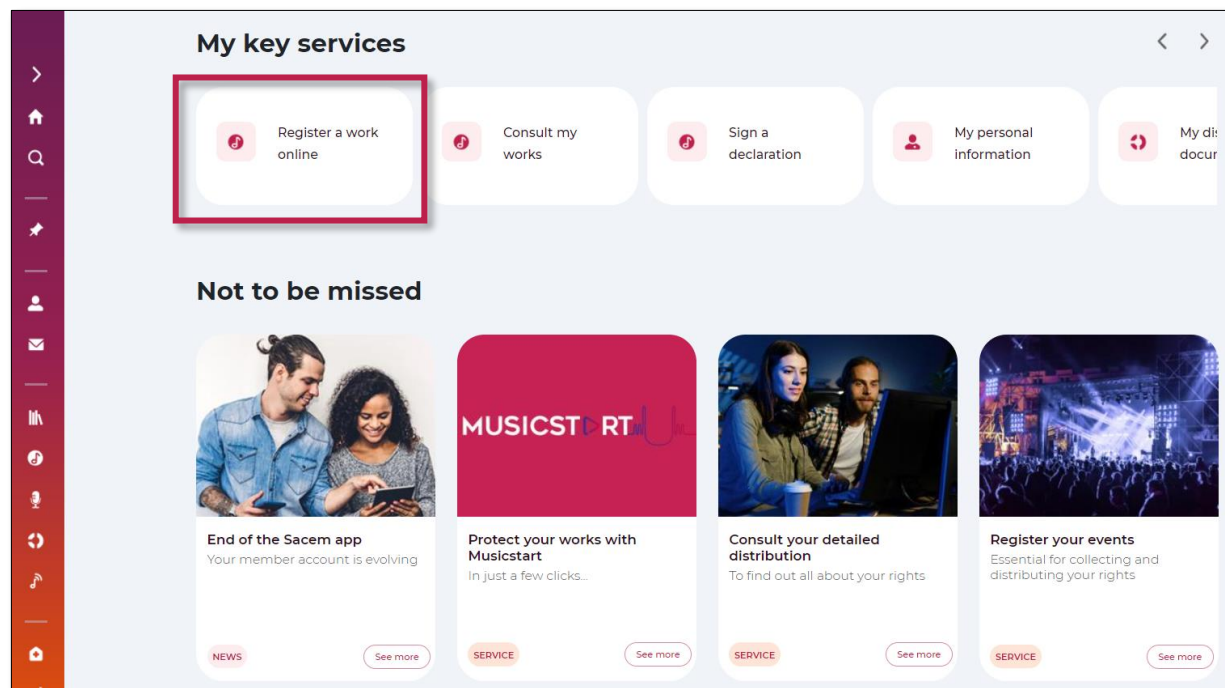 My key services
Register a work
online
Consult my
works
Sign a
declaration
My personal
information
My
docu
Not to be missed
MUSICSTART
End of the Sacem app
Your member account is evolving
NEWS
See more
Protect your works with
Musicstart
In just a few clicks...
SERVICE
See more
Consult your detailed
distribution
To find out all about your rights
SERVICE
See more
Register your events
Essential for collecting and
distributing your rights
SERVICE
See more